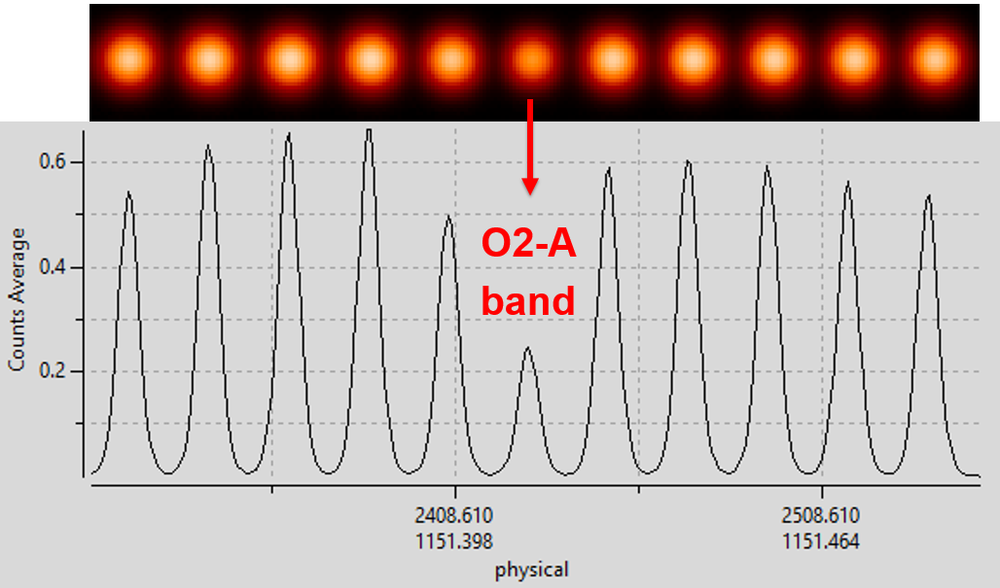 0.6
0.4
0.2
Counts Average
O2-A
band
2408.610
1151.398
2508.610
1151.464
physical